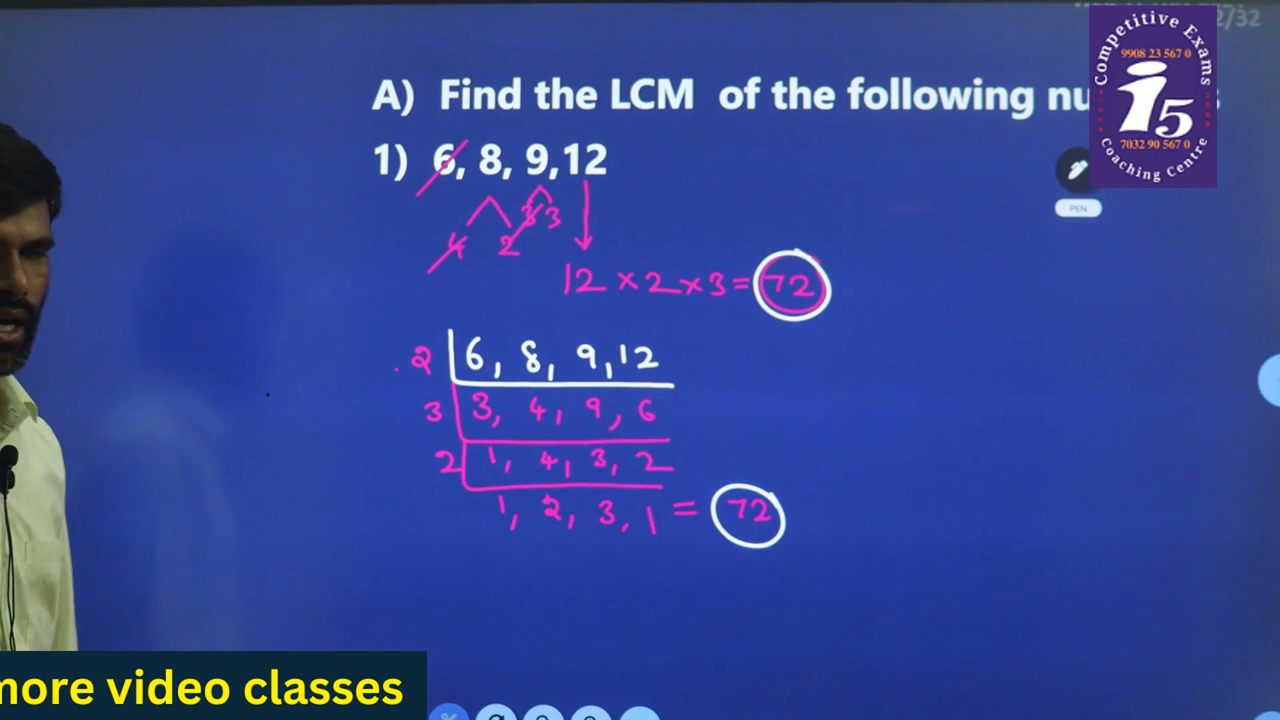 A) Find the LCM of the following
1) 6, 8, 9,12
3 3
4 2
12 × 2 × 3 = 72
2 6, 8, 9, 12
3 3, 4, 9, 6
2 1, 4, 3, 2
1, 2, 3, 1 = 72
PEN
Competitive Exams
9908 23 567 0
i5
7032 90 567 0
Coaching Centre
/32
more video classes